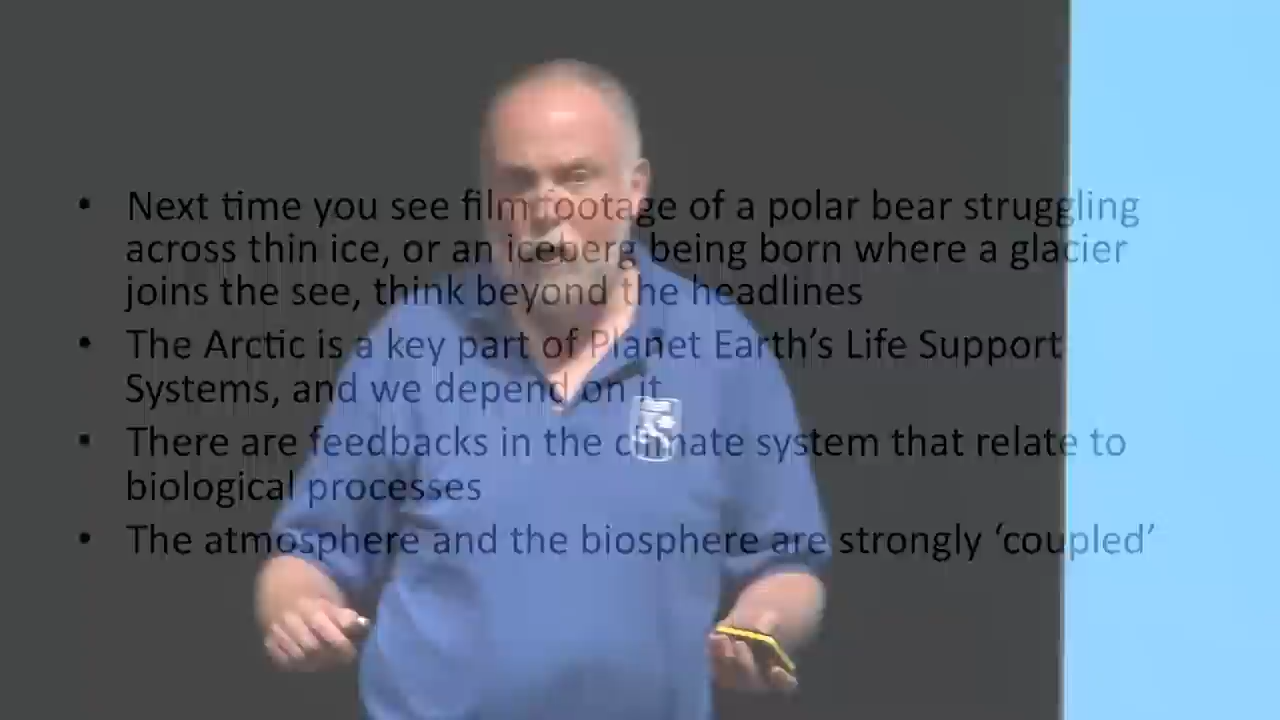 • Next time you see film footage of a polar bear struggling
across thin ice, or an iceberg being born where a glacier
joins the see, think beyond the headlines
• The Arctic is a key part of Planet Earth’s Life Support
Systems, and we depend on it
• There are feedbacks in the climate system that relate to
biological processes
• The atmosphere and the biosphere are strongly ‘coupled’